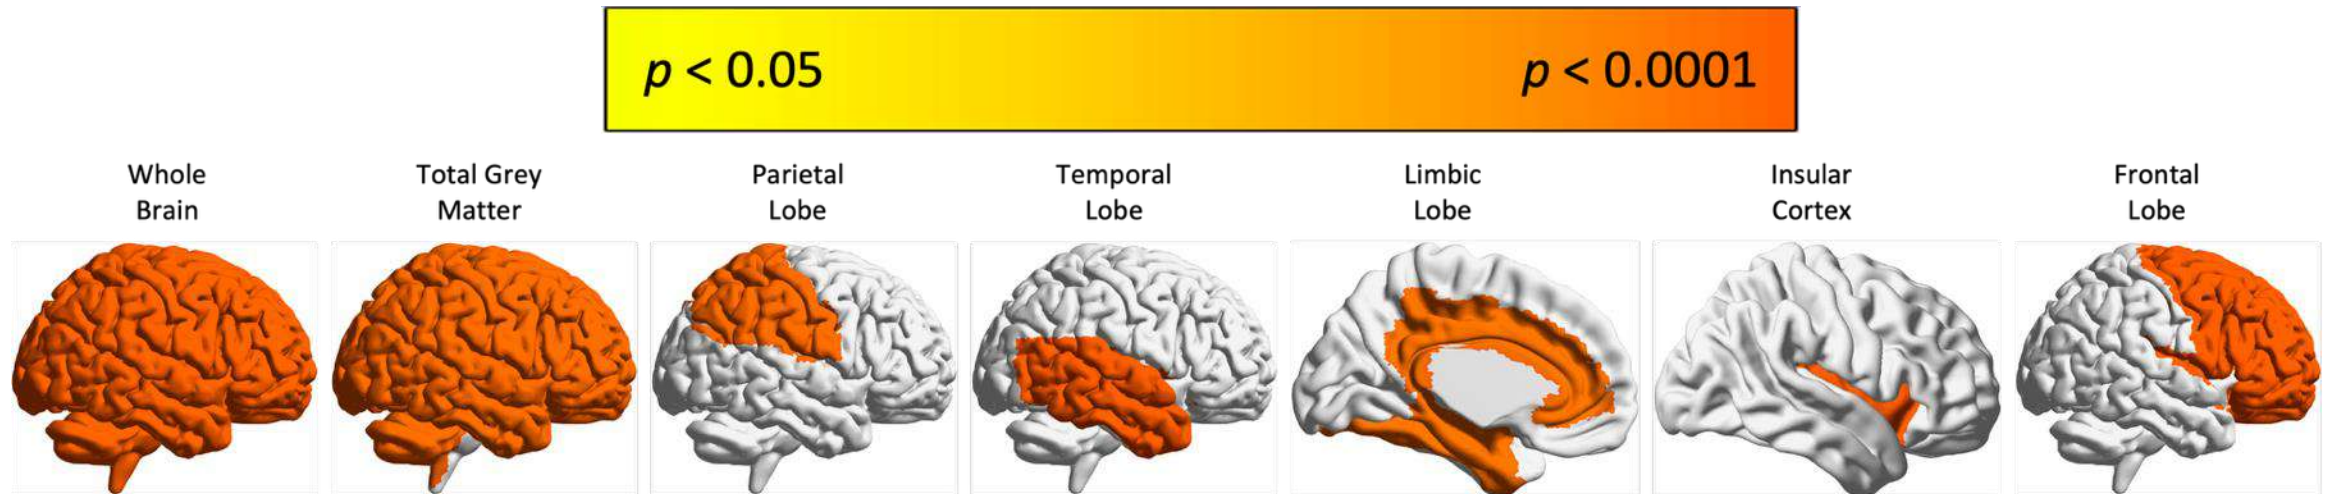 p < 0.05
p < 0.0001
Whole
Brain
Total Grey
Matter
Parietal
Lobe
Temporal
Lobe
Limbic
Lobe
Insular
Cortex
Frontal
Lobe